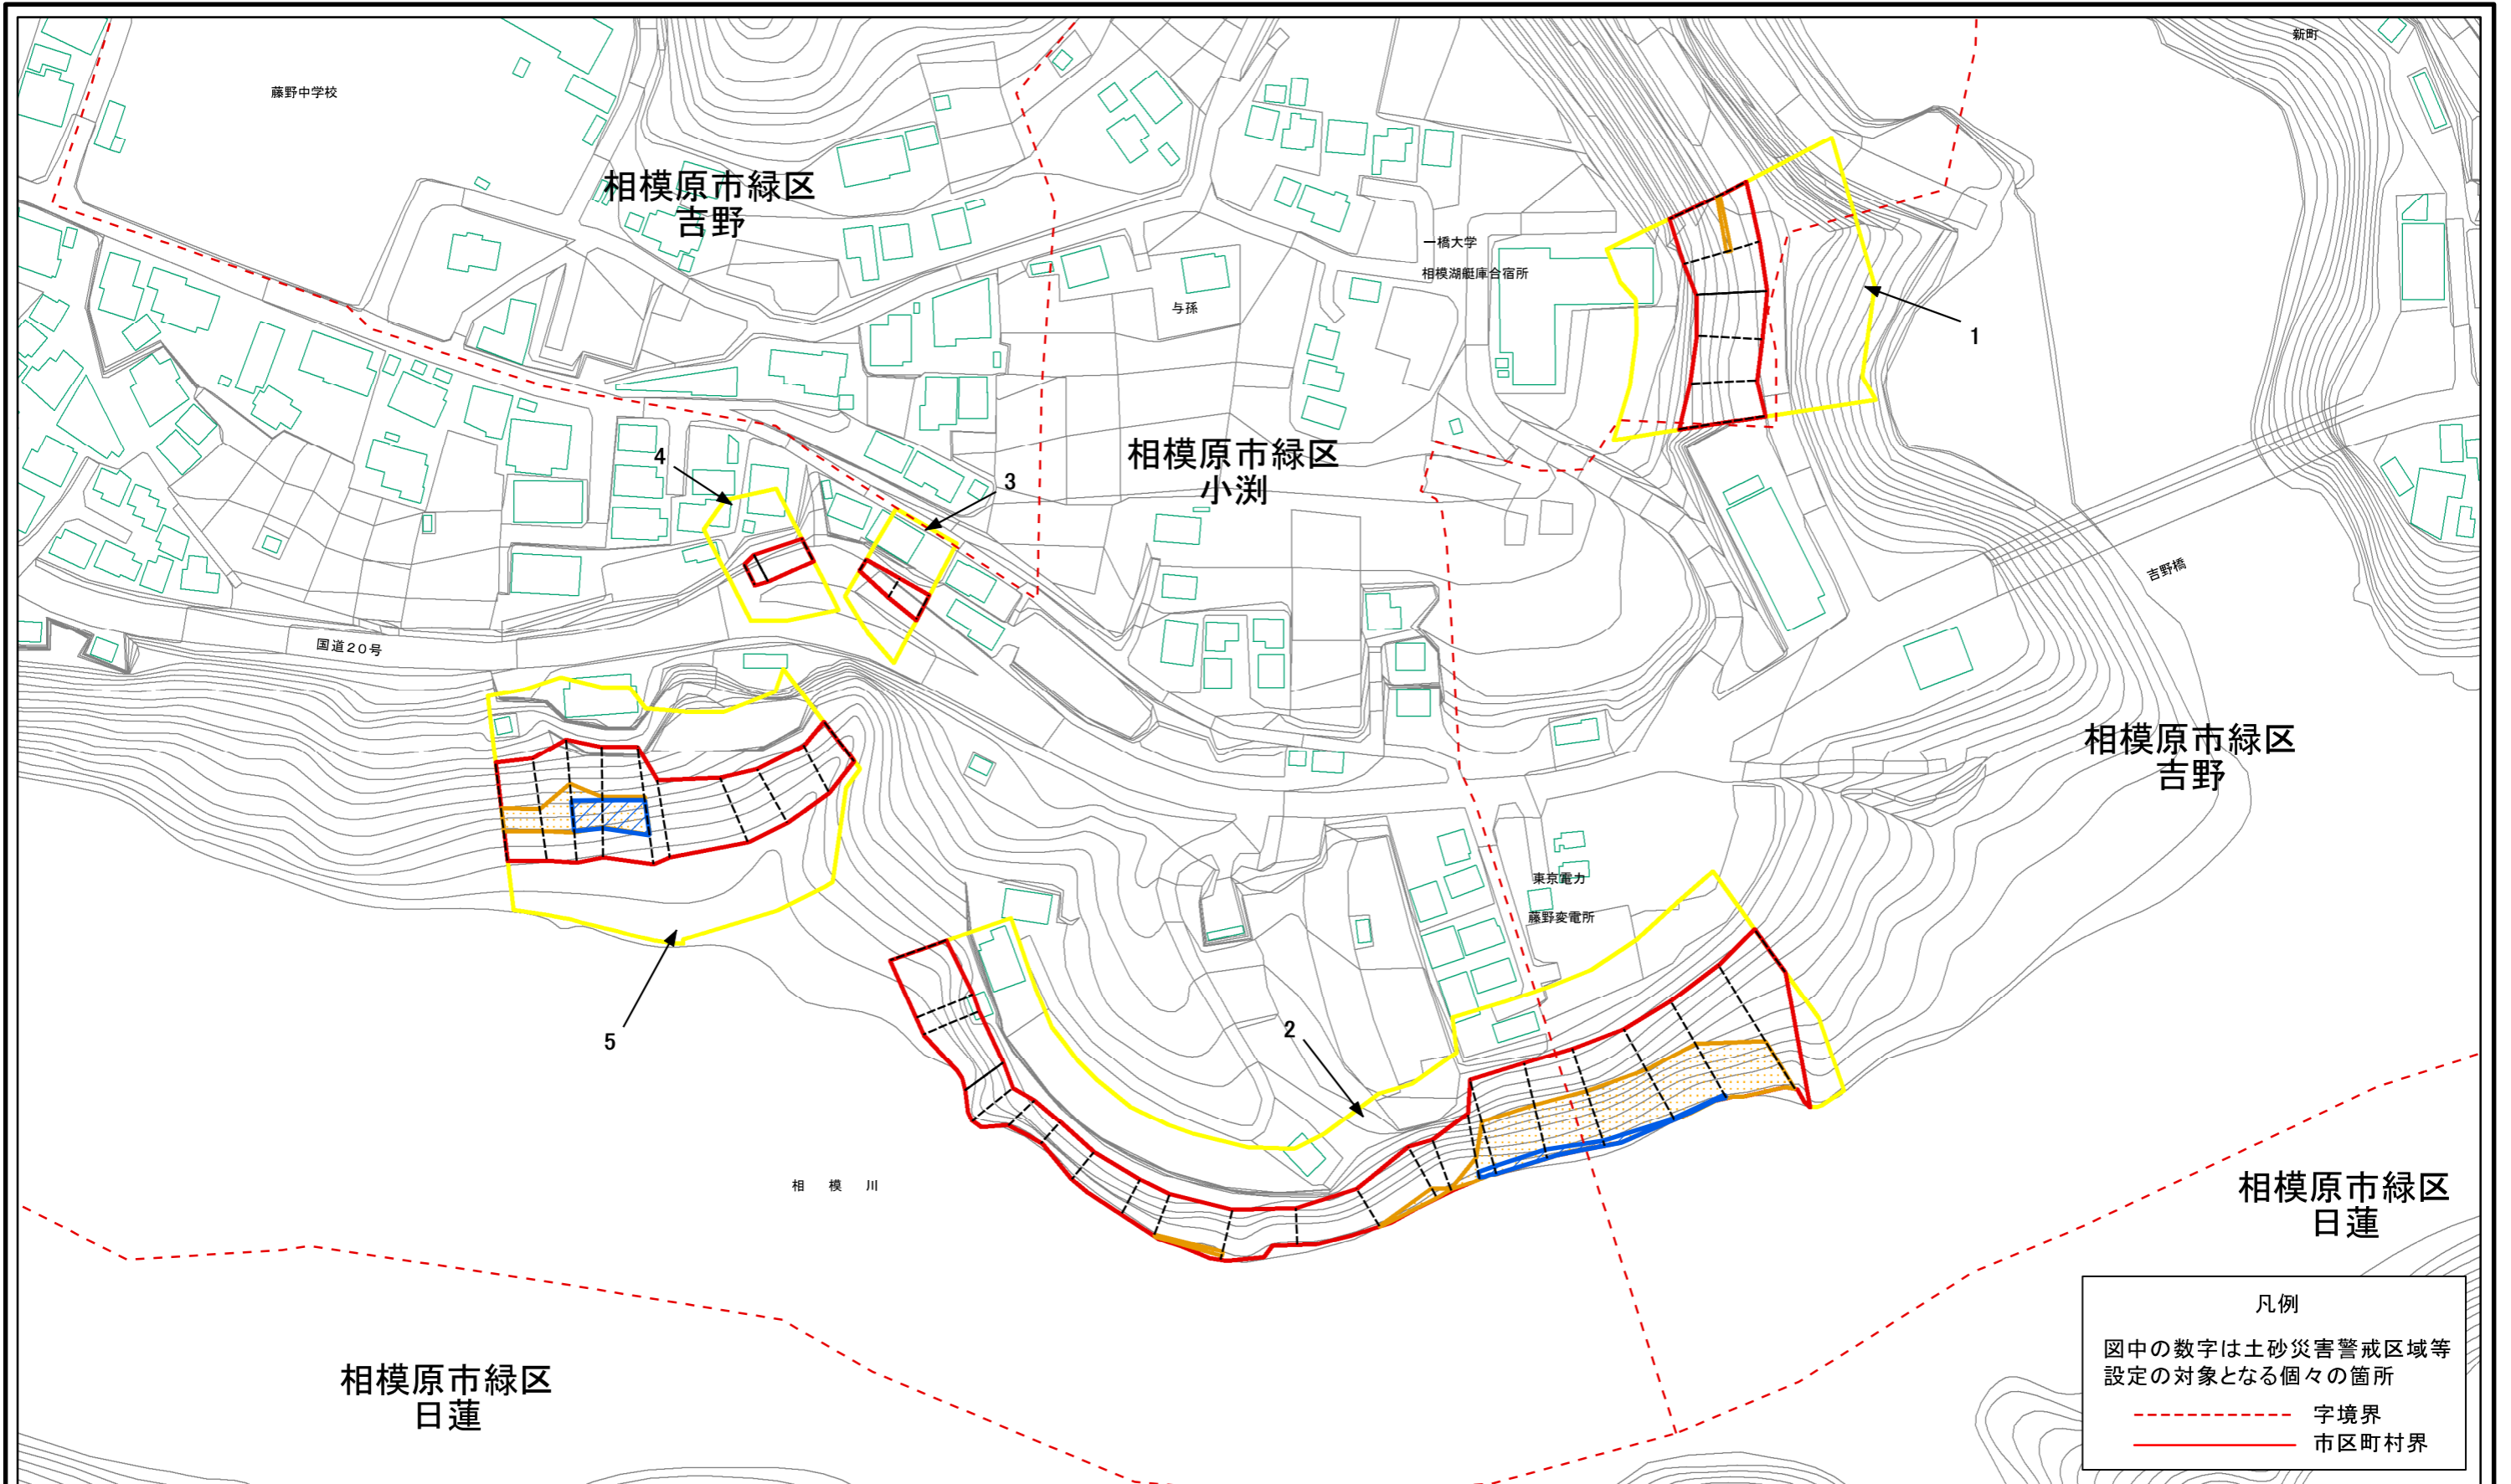 新町
藤野中学校
相模原市緑区
吉野
一橋大学
相模湖艇庫合宿所
与孫
1
相模原市緑区
小渕
4
3
吉野橋
国道20号
相模原市緑区
吉野
東京電力
藤野変電所
5
2
相模川
相模原市緑区
日蓮
相模原市緑区
日蓮
凡例
図中の数字は土砂災害警戒区域等
設定の対象となる個々の箇所
字境界
市区町村界